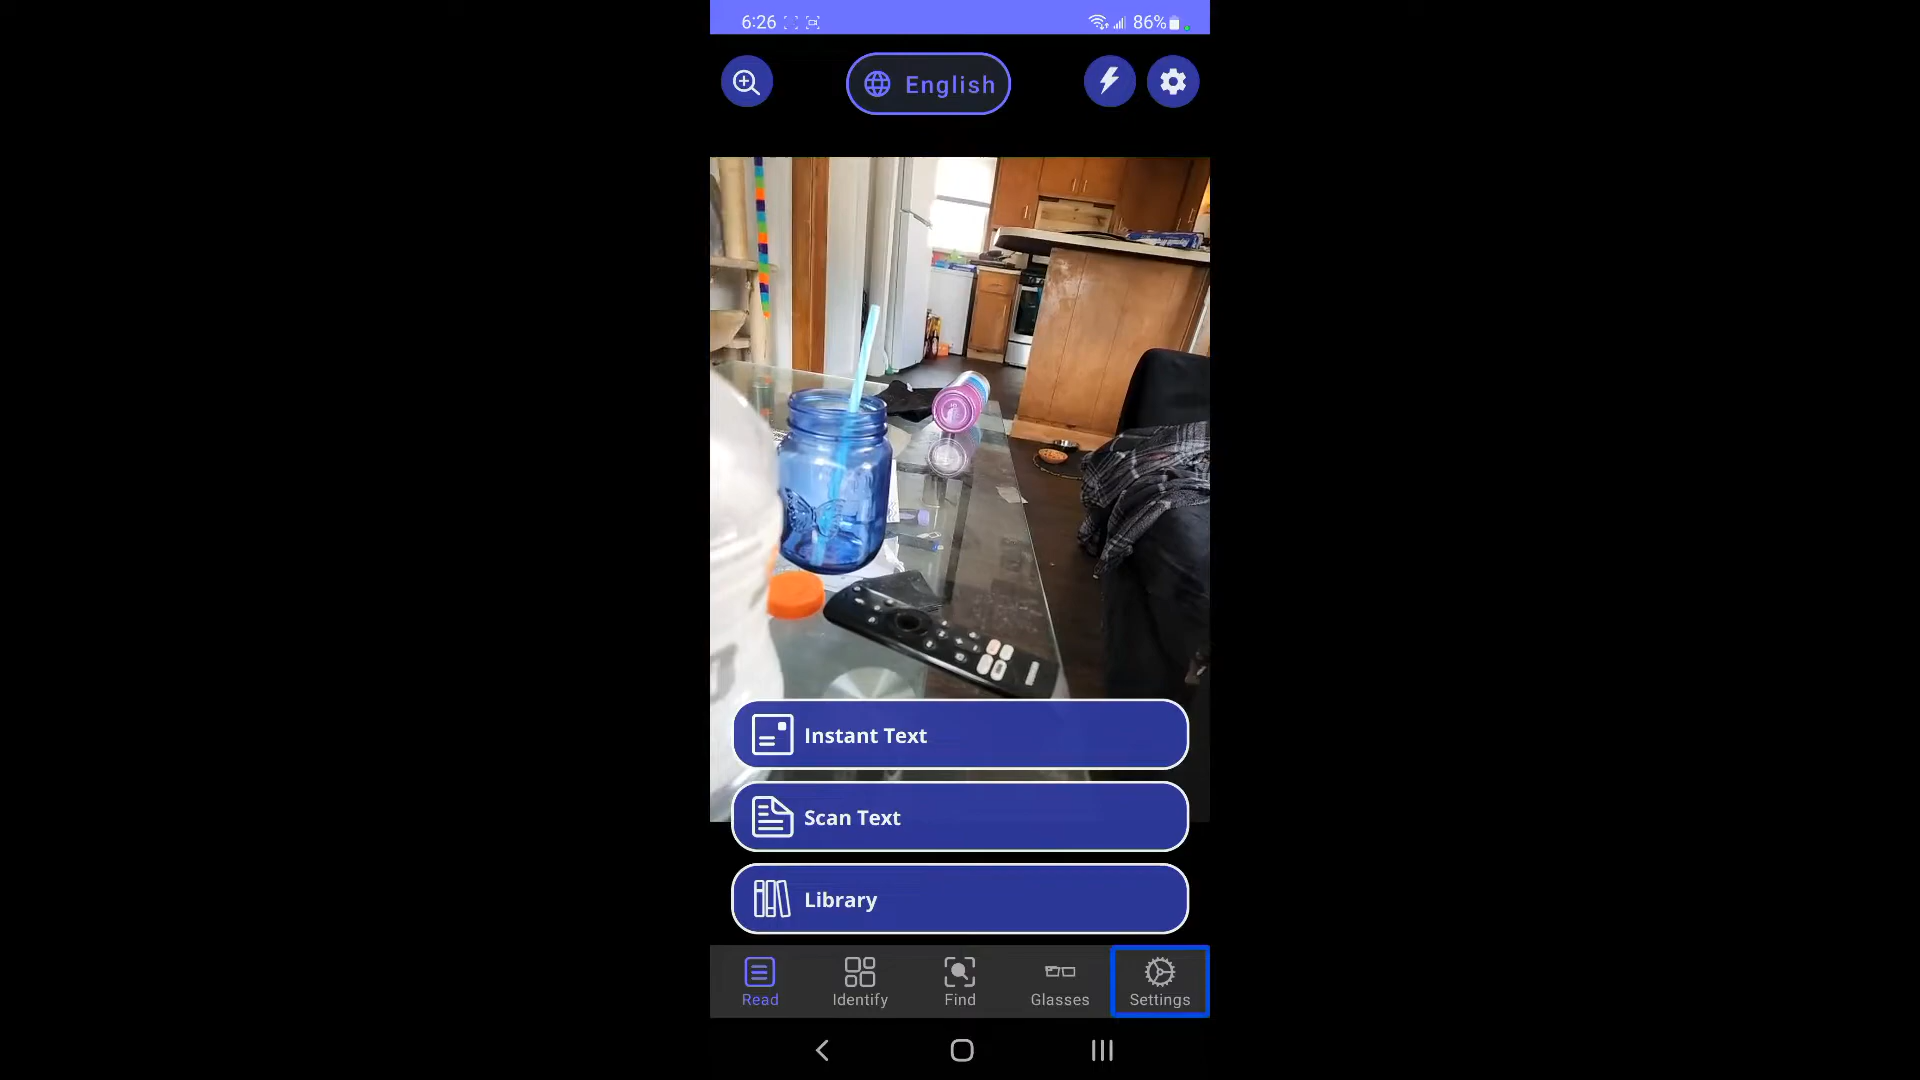 6:26
86%
English
Instant Text
Scan Text
Library
Read
Identify
Find
Glasses
Settings